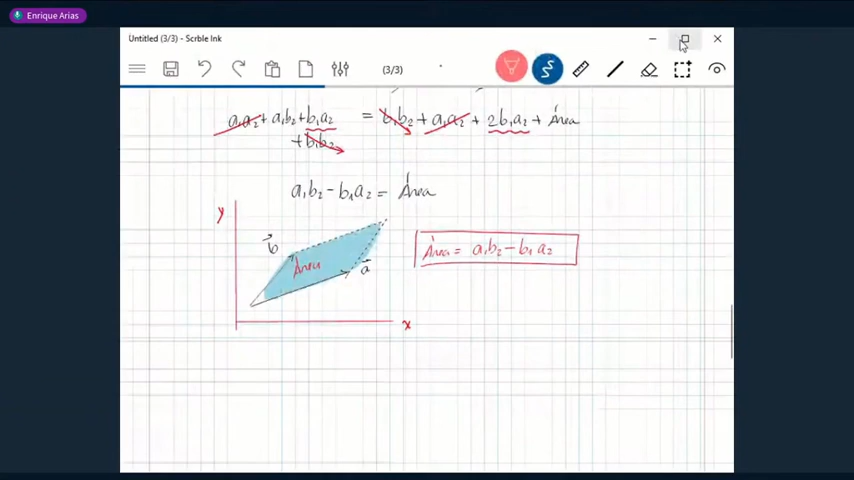 Enrique Arias
Untitled (3/3) - Scrble Ink
(3/3)
a₁a₂ + a₁b₂ + b₁a₂ = b₁b₂ + a₁a₂ + 2b₁a₂ + Área
+ b₁b₂
a₁b₂ - b₁a₂ = Área
y
b
Área
a
Área = a₁b₂ - b₁a₂
x